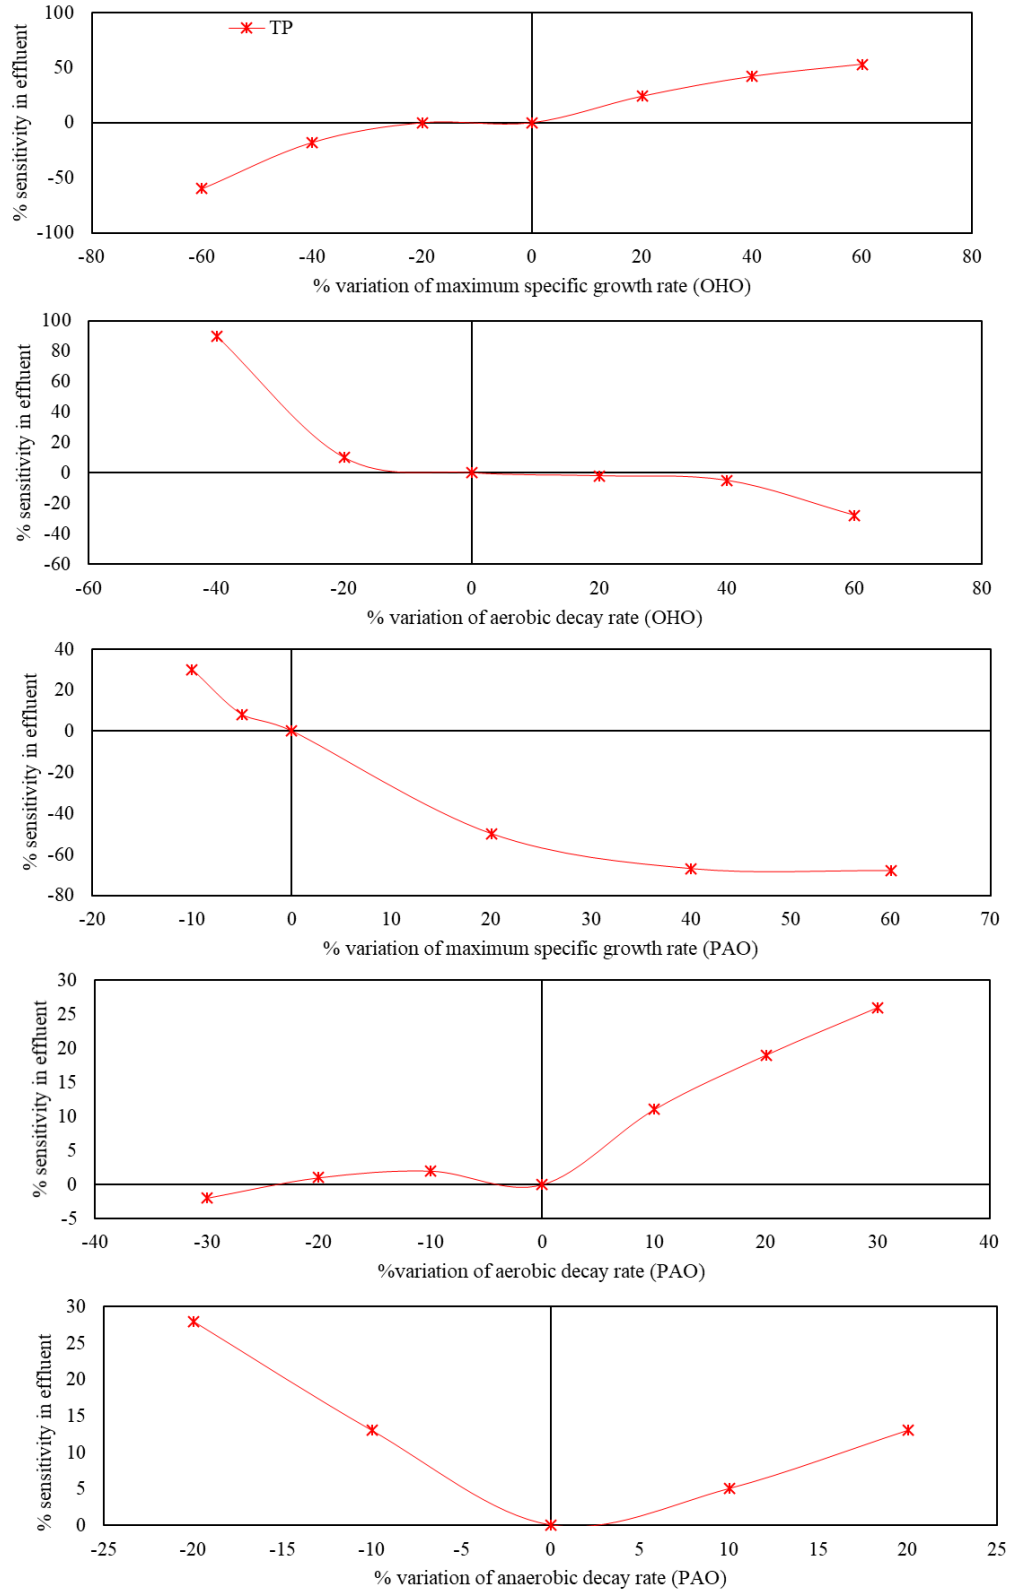 100
50
0
-50
-100
TP
-80 -60 -40 -20 0 20 40 60 80
% sensitivity in effluent
% variation of maximum specific growth rate (OHO)
100
80
60
40
20
0
-20
-40
-60
-60 -40 -20 0 20 40 60 80
% sensitivity in effluent
% variation of aerobic decay rate (OHO)
40
20
0
-20
-40
-60
-80
-20 -10 0 10 20 30 40 50 60 70
% sensitivity in effluent
% variation of maximum specific growth rate (PAO)
30
25
20
15
10
5
0
-5
-40 -30 -20 -10 0 10 20 30 40
% sensitivity in effluent
%variation of aerobic decay rate (PAO)
30
25
20
15
10
5
0
-25 -20 -15 -10 -5 0 5 10 15 20 25
% sensitivity in effluent
% variation of anaerobic decay rate (PAO)